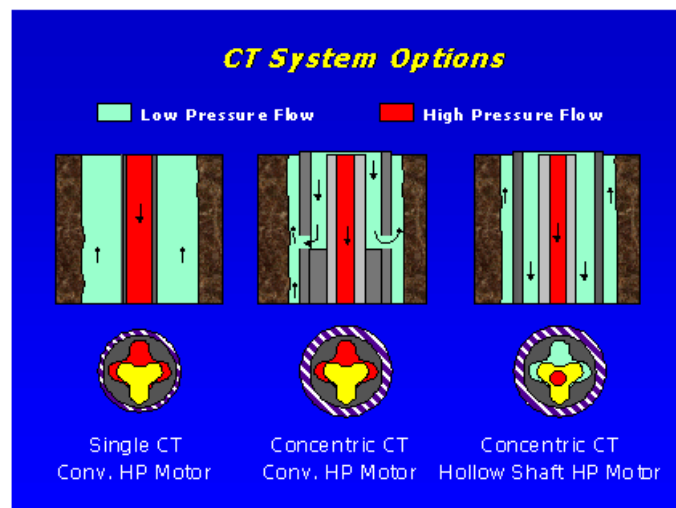 CT System Options
Low Pressure Flow
High Pressure Flow
Single CT
Conv. HP Motor
Concentric CT
Conv. HP Motor
Concentric CT
Hollow Shaft HP Motor